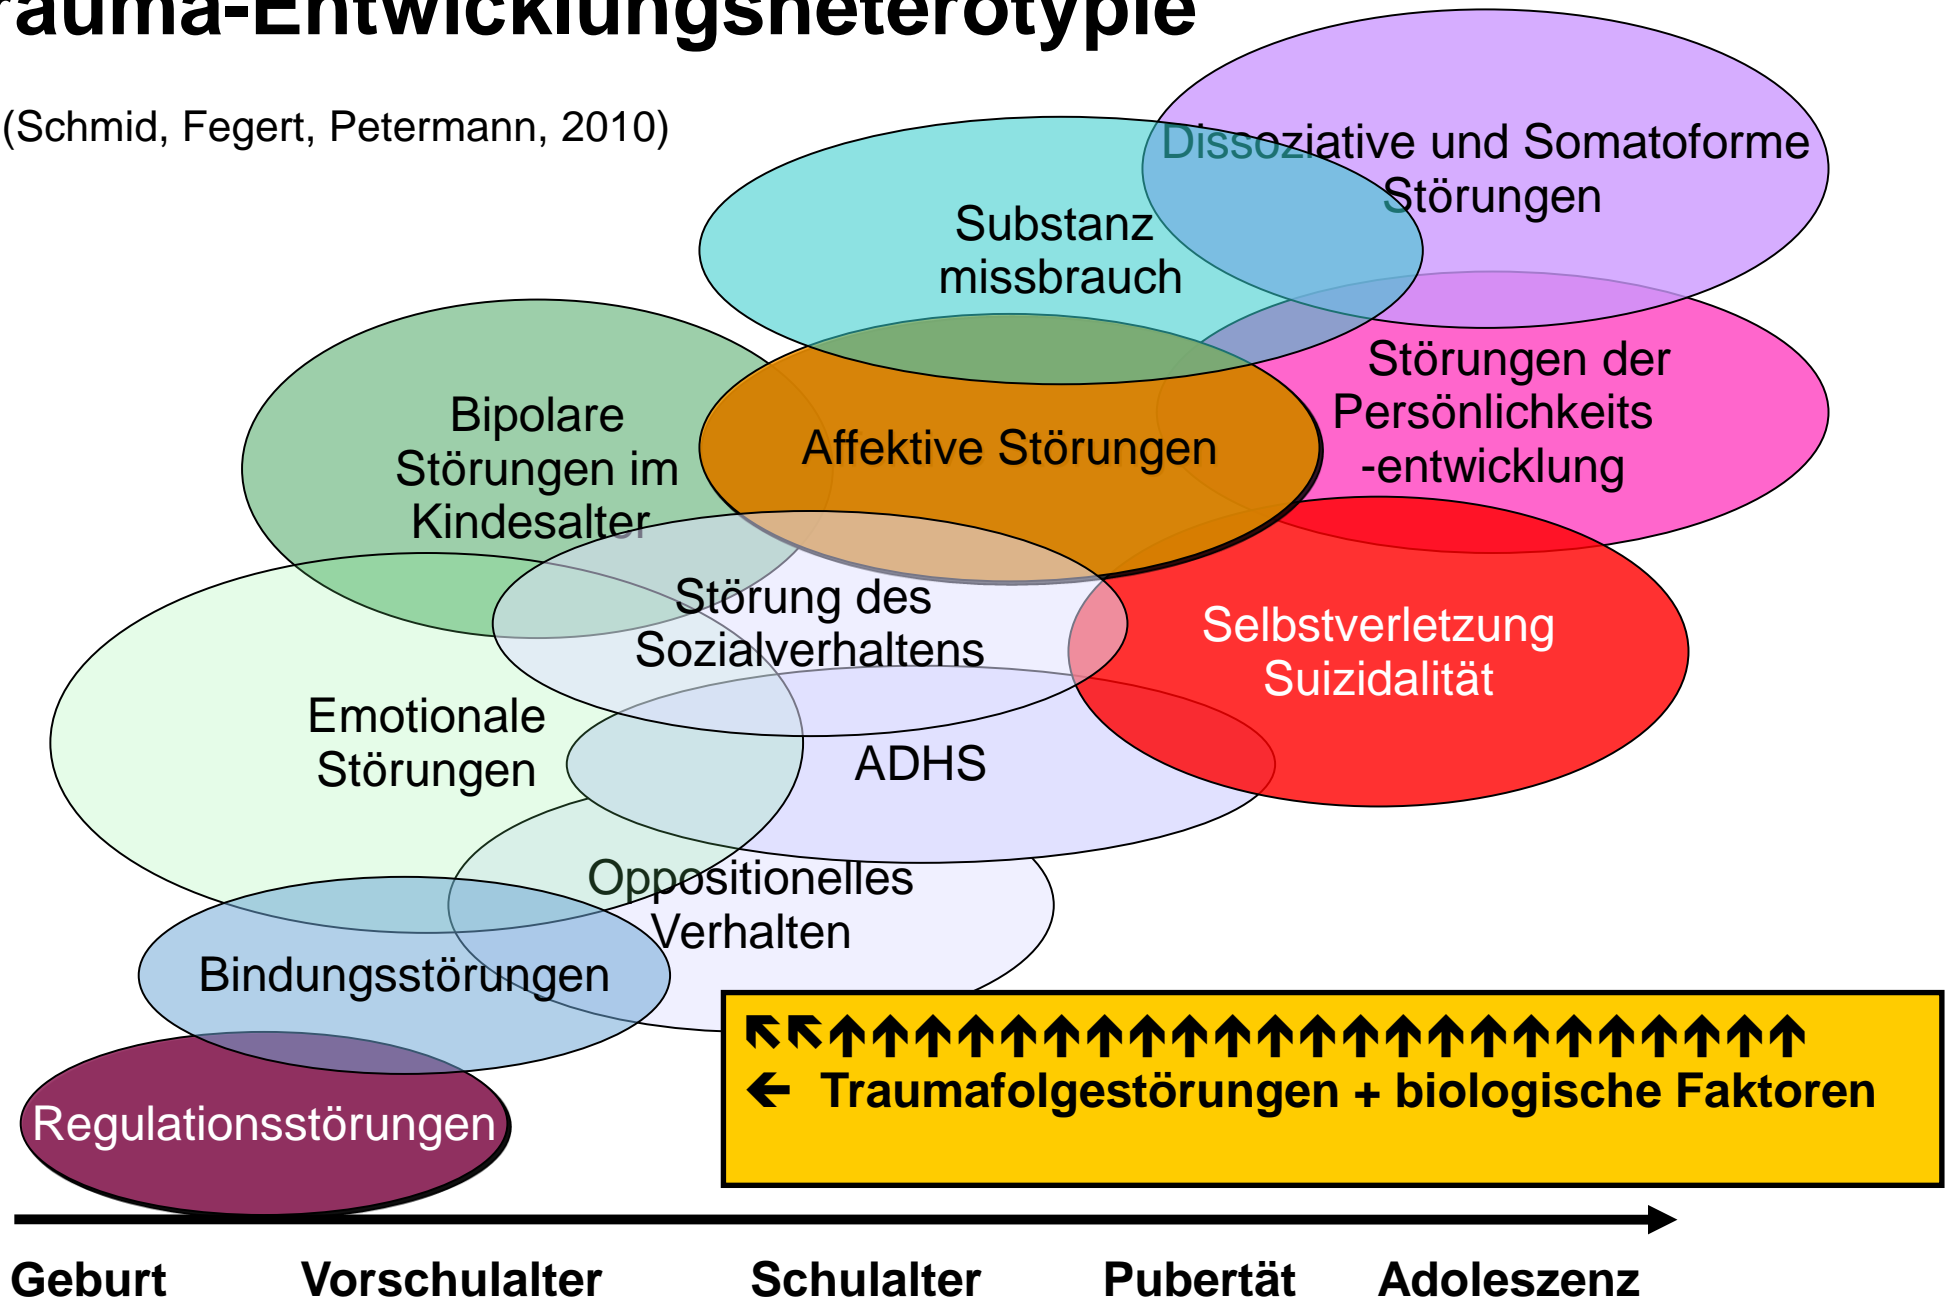 rauma-Entwicklungsheterotypie
(Schmid, Fegert, Petermann, 2010)
Dissoziative und Somatoforme
Störungen
Substanz
missbrauch
Störungen der
Persönlichkeits
-entwicklung
Bipolare
Störungen im
Kindesalter
Affektive Störungen
Störung des
Sozialverhaltens
Selbstverletzung
Suizidalität
Emotionale
Störungen
ADHS
Oppositionelles
Verhalten
Bindungsstörungen
Regulationsstörungen
🡬🡬🡩🡩🡩🡩🡩🡩🡩🡩🡩🡩🡩🡩🡩🡩🡩🡩🡩🡩🡩🡩🡩🡩🡩
🡨 Traumafolgestörungen + biologische Faktoren
Geburt Vorschulalter Schulalter Pubertät Adoleszenz